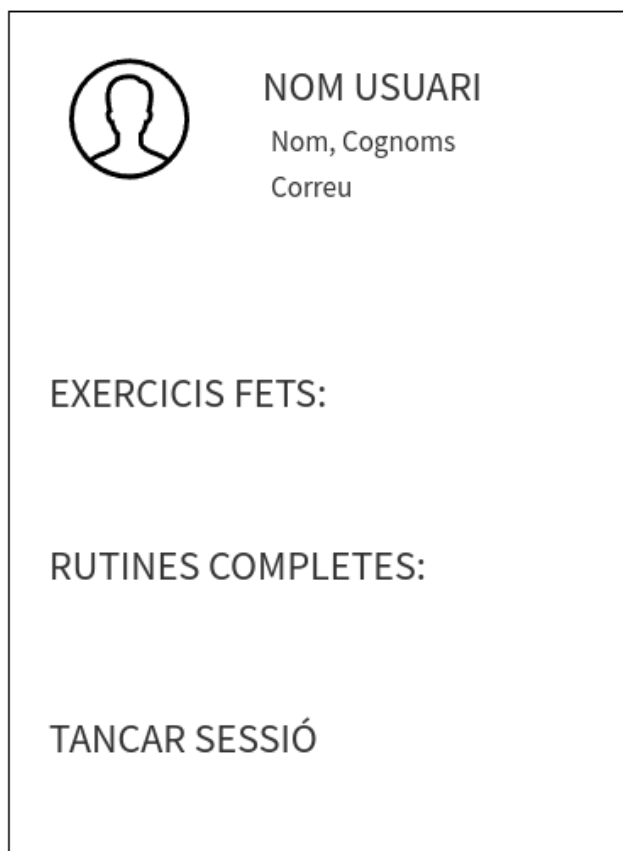 NOM USUARI
Nom, Cognoms
Correu
EXERCICIS FETS:
RUTINES COMPLETES:
TANCAR SESSIÓ